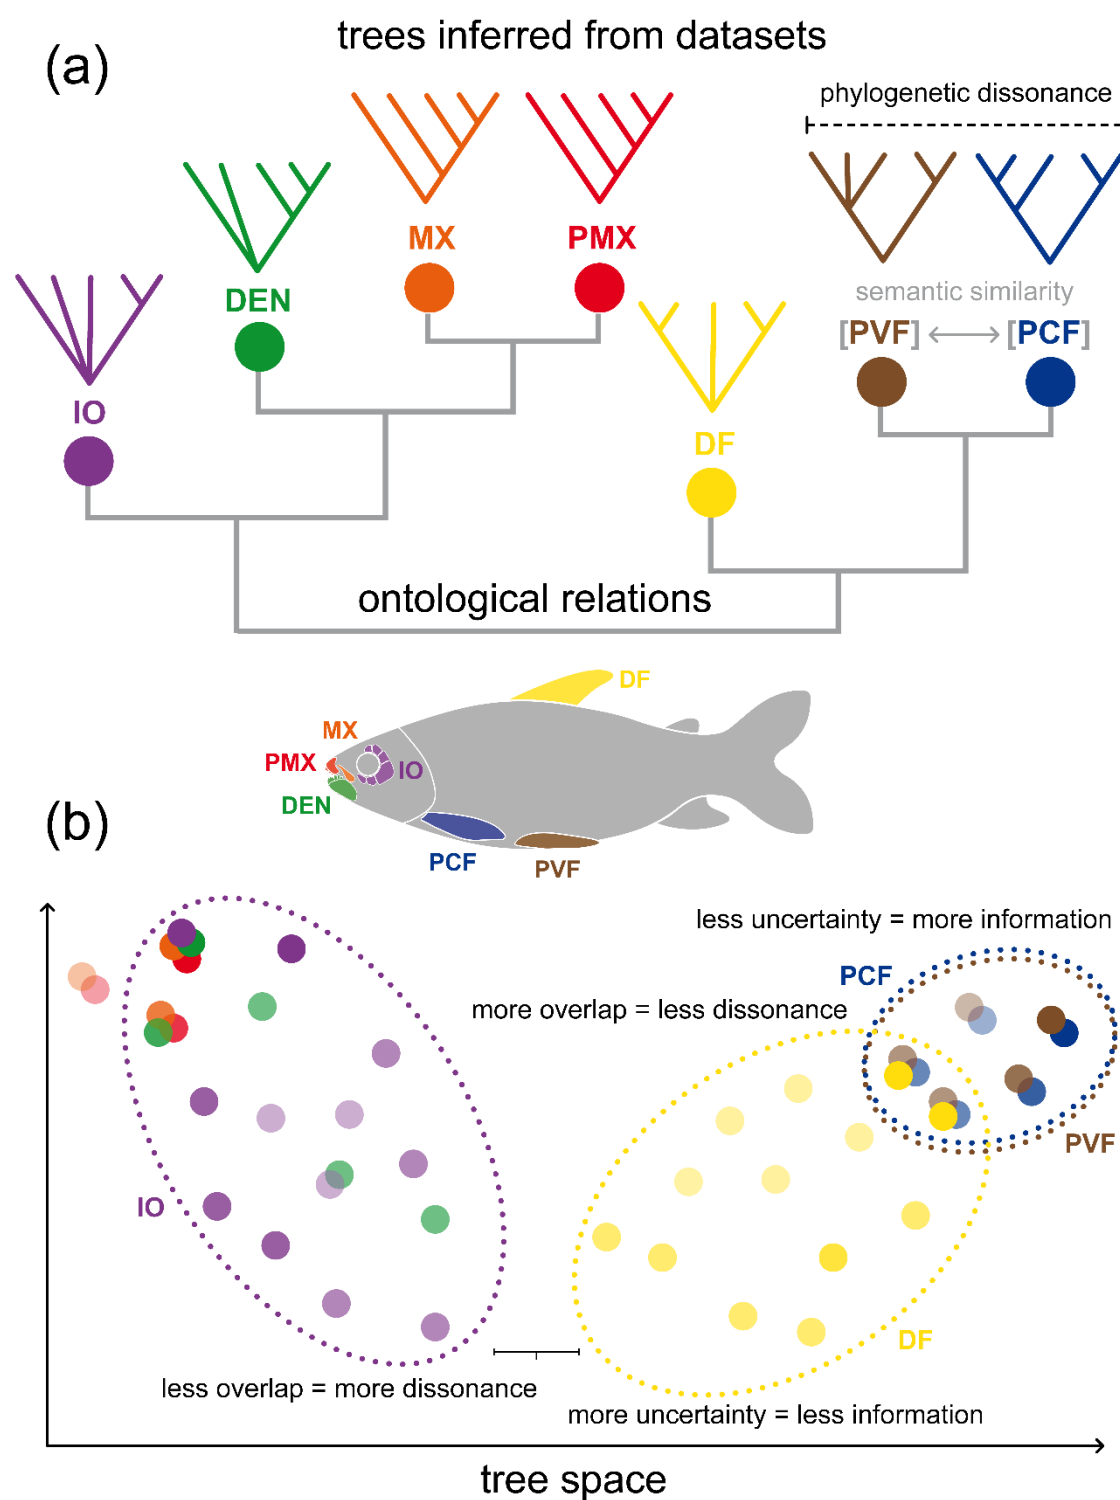 (a)
trees inferred from datasets
phylogenetic dissonance
MX
PMX
DEN
semantic similarity
[PVF]
[PCF]
IO
DF
ontological relations
DF
MX
PMX
IO
DEN
PCF
PVF
(b)
less uncertainty = more information
PCF
more overlap = less dissonance
PVF
IO
DF
less overlap = more dissonance
more uncertainty = less information
tree space